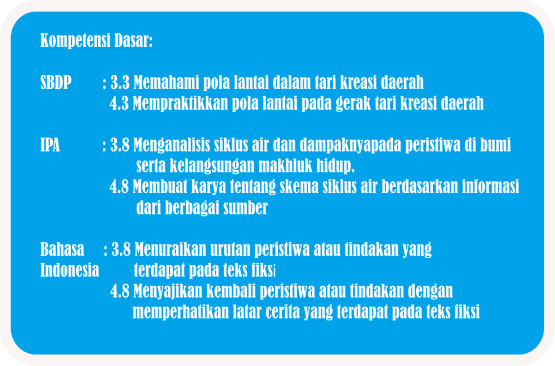 Kompetensi Dasar:
SBDP : 3.3 Memahami pola lantai dalam tari kreasi daerah
4.3 Mempraktikkan pola lantai pada gerak tari kreasi daerah
IPA : 3.8 Menganalisis siklus air dan dampaknyapada peristiwa di bumi
serta kelangsungan makhluk hidup.
4.8 Membuat karya tentang skema siklus air berdasarkan informasi
dari berbagai sumber
Bahasa : 3.8 Menuraikan urutan peristiwa atau tindakan yang
Indonesia terdapat pada teks fiksi
4.8 Menyajikan kembali peristiwa atau tindakan dengan
memperhatikan latar cerita yang terdapat pada teks fiksi